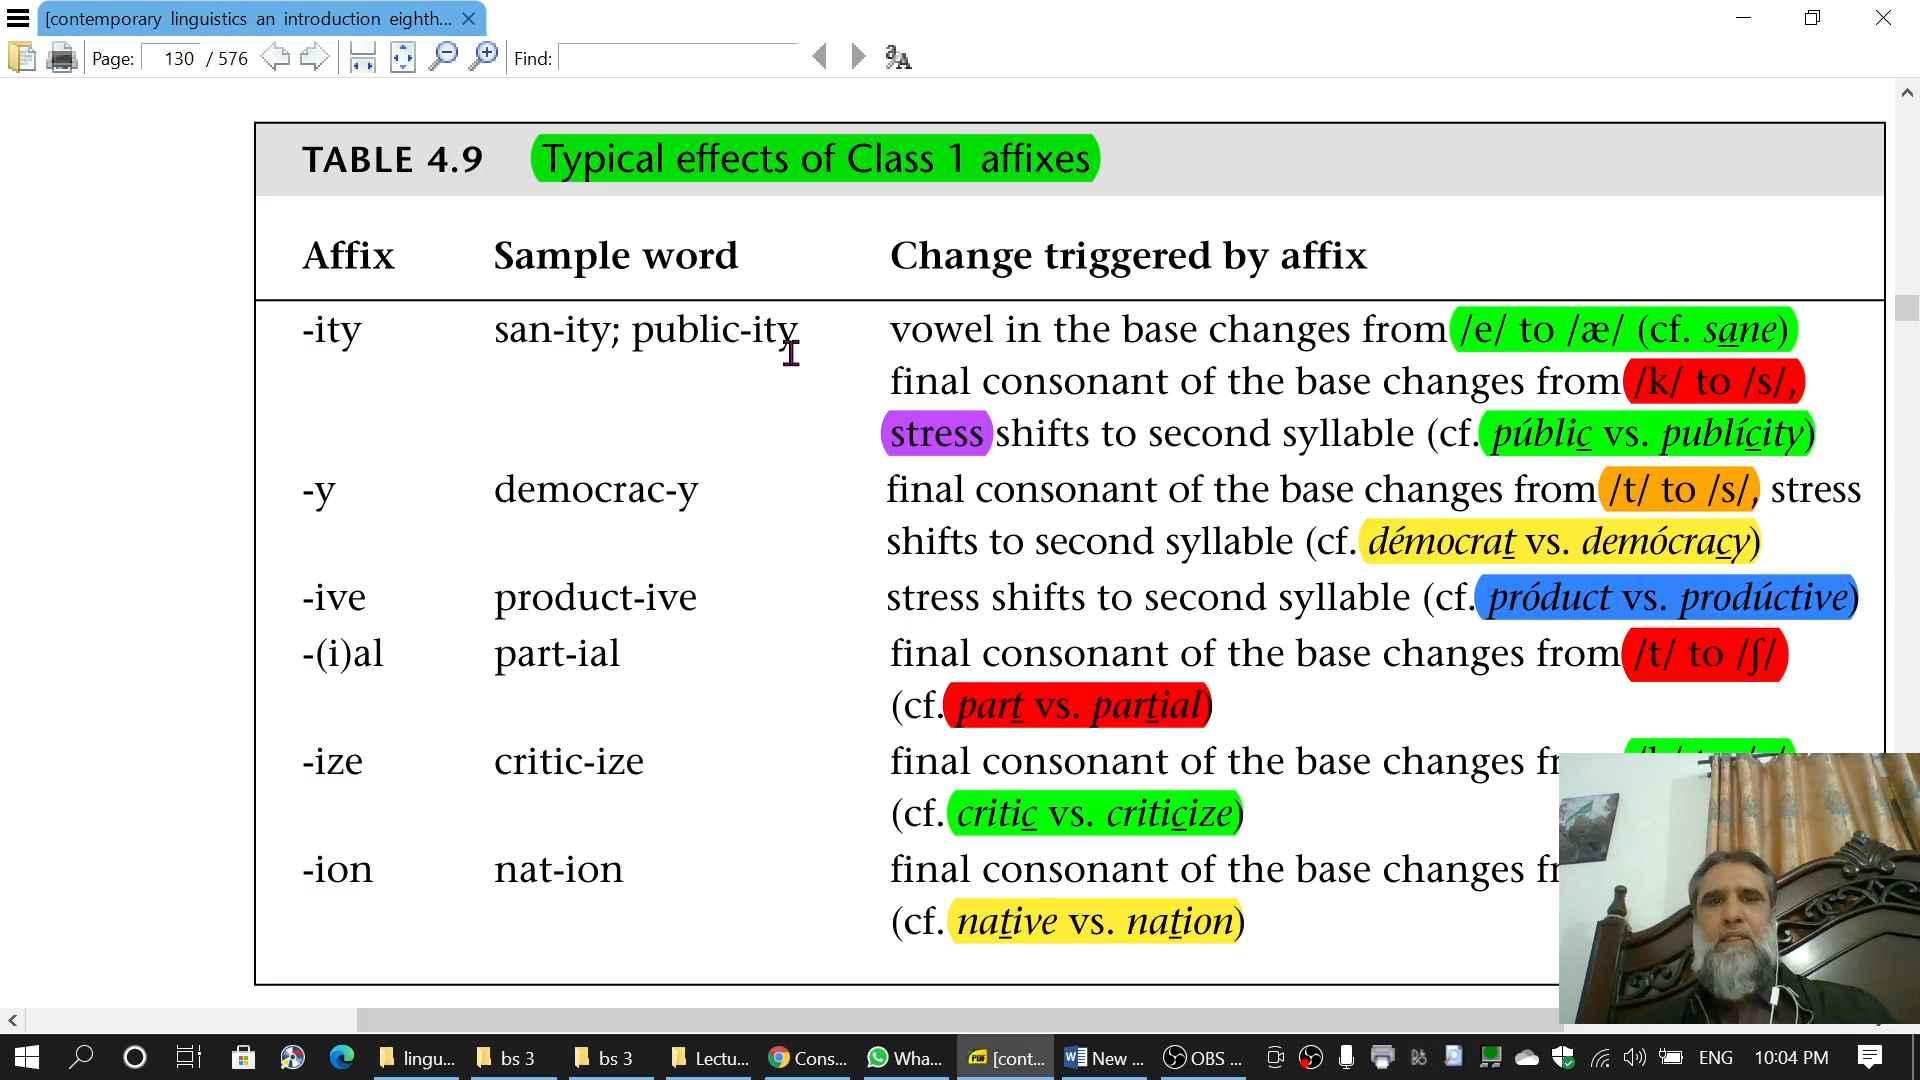 [contemporary linguistics an introduction eighth...
Page: 130 / 576 Find:
TABLE 4.9 Typical effects of Class 1 affixes
Affix Sample word Change triggered by affix
-ity san-ity; public-ity vowel in the base changes from /e/ to /æ/ (cf. sane)
final consonant of the base changes from /k/ to /s/,
stress shifts to second syllable (cf. públic vs. publícity)
-y democrac-y final consonant of the base changes from /t/ to /s/, stress
shifts to second syllable (cf. démocrat vs. demócracy)
-ive product-ive stress shifts to second syllable (cf. próduct vs. prodúctive)
-(i)al part-ial final consonant of the base changes from /t/ to /ʃ/
(cf. part vs. partial)
-ize critic-ize final consonant of the base changes
(cf. critic vs. criticize)
-ion nat-ion final consonant of the base changes
(cf. native vs. nation)
lingu... bs 3 bs 3 Lectu... Cons... Wha... [cont... New ... OBS ... ENG 10:04 PM